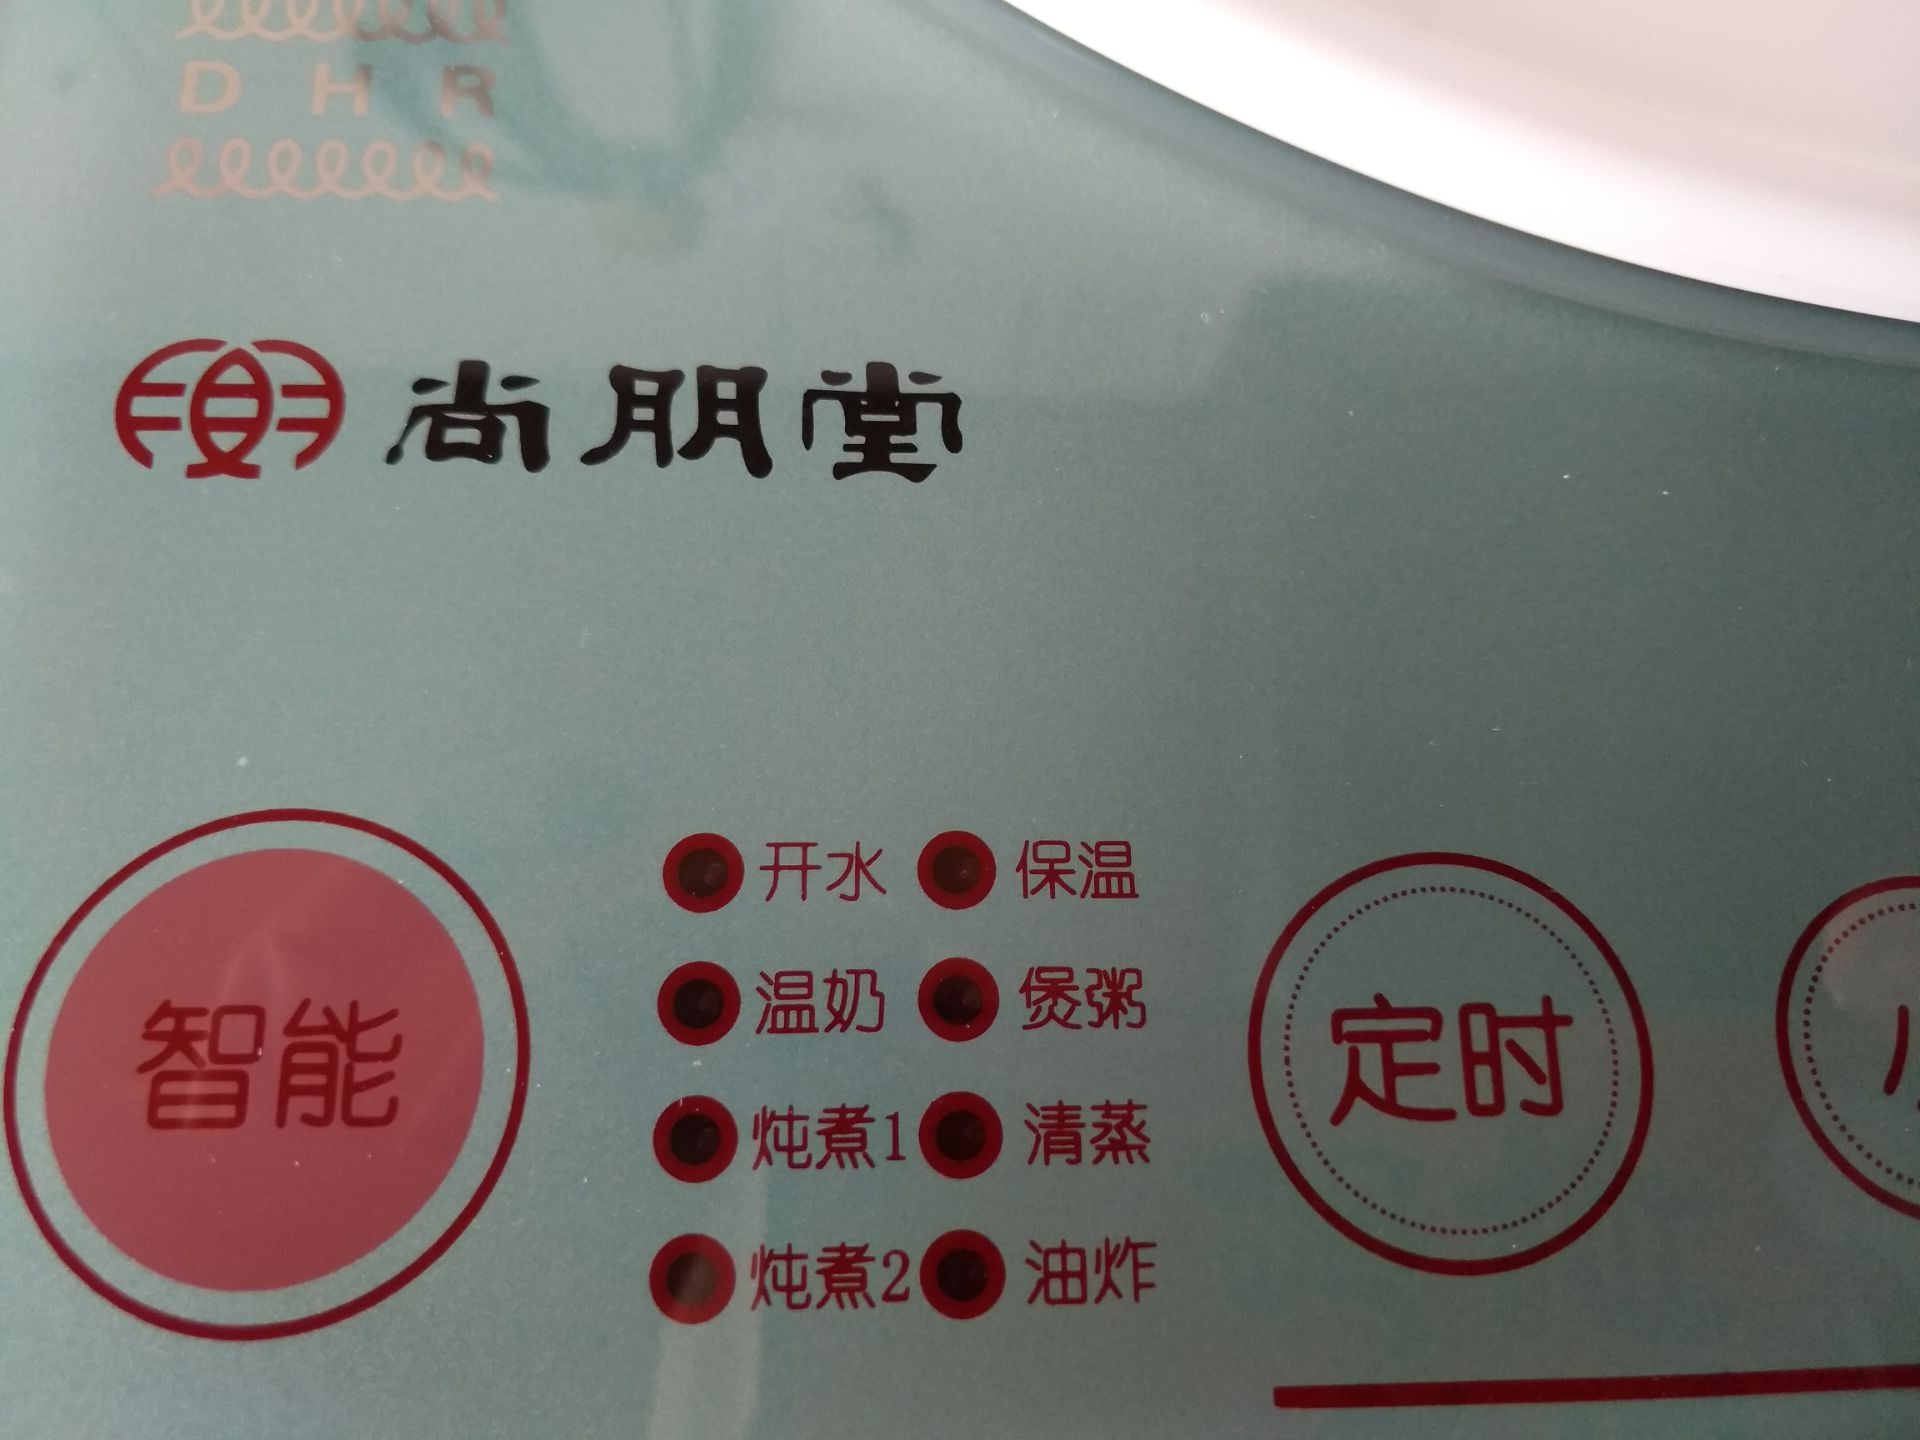 DHR
尚朋堂
智能
开水 保温
温奶 煲粥
炖煮1 清蒸
炖煮2 油炸
定时